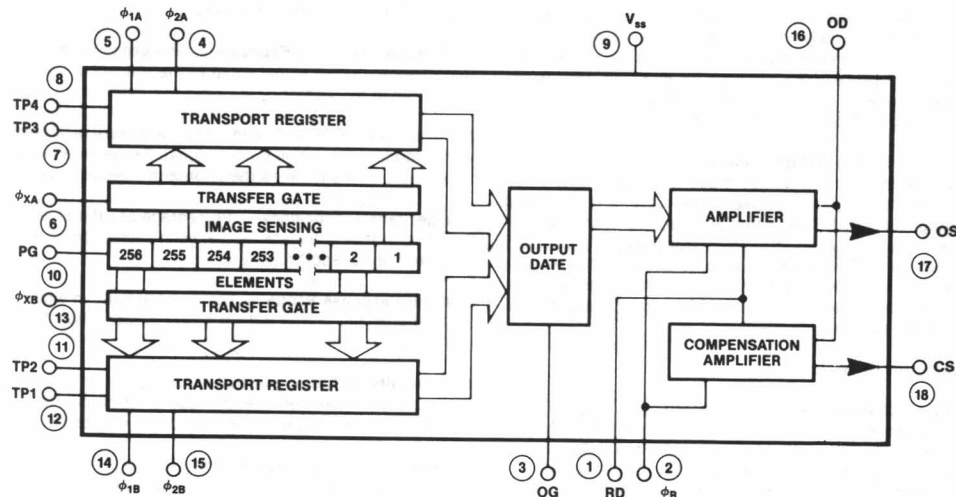 ϕ1A ϕ2A Vss OD
5 4 9 16
8
TP4
TP3
7
TRANSPORT REGISTER
ϕXA
6
TRANSFER GATE
IMAGE SENSING
PG
10
256 255 254 253 • • • 2 1
ELEMENTS
ϕXB
13
TRANSFER GATE
11
TP2
TP1
12
TRANSPORT REGISTER
OUTPUT
DATE
AMPLIFIER
OS
17
COMPENSATION
AMPLIFIER
CS
18
14 15 3 1 2
ϕ1B ϕ2B OG RD ϕR